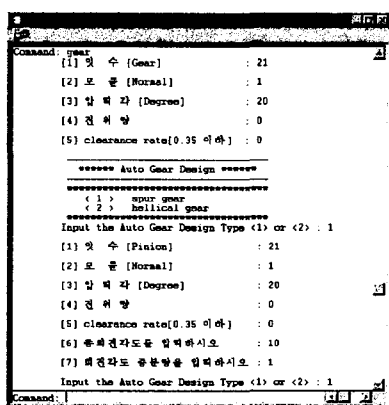 Command: gear
[1] 잇 수 [Gear] : 21
[2] 모 듈 [Normal] : 1
[3] 압 력 각 [Degree] : 20
[4] 전 위 량 : 0
[5] clearance rate[0.35 이하] : 0
****** Auto Gear Design ******
< 1 > spur gear
< 2 > hellical gear
Input the Auto Gear Design Type <1> or <2> : 1
[1] 잇 수 [Pinion] : 21
[2] 모 듈 [Normal] : 1
[3] 압 력 각 [Degree] : 20
[4] 전 위 량 : 0
[5] clearance rate[0.35 이하] : 0
[6] 총회전각도를 입력하시오 : 10
[7] 회전각도 증분량을 입력하시오 : 1
Input the Auto Gear Design Type <1> or <2> : 1
Command: